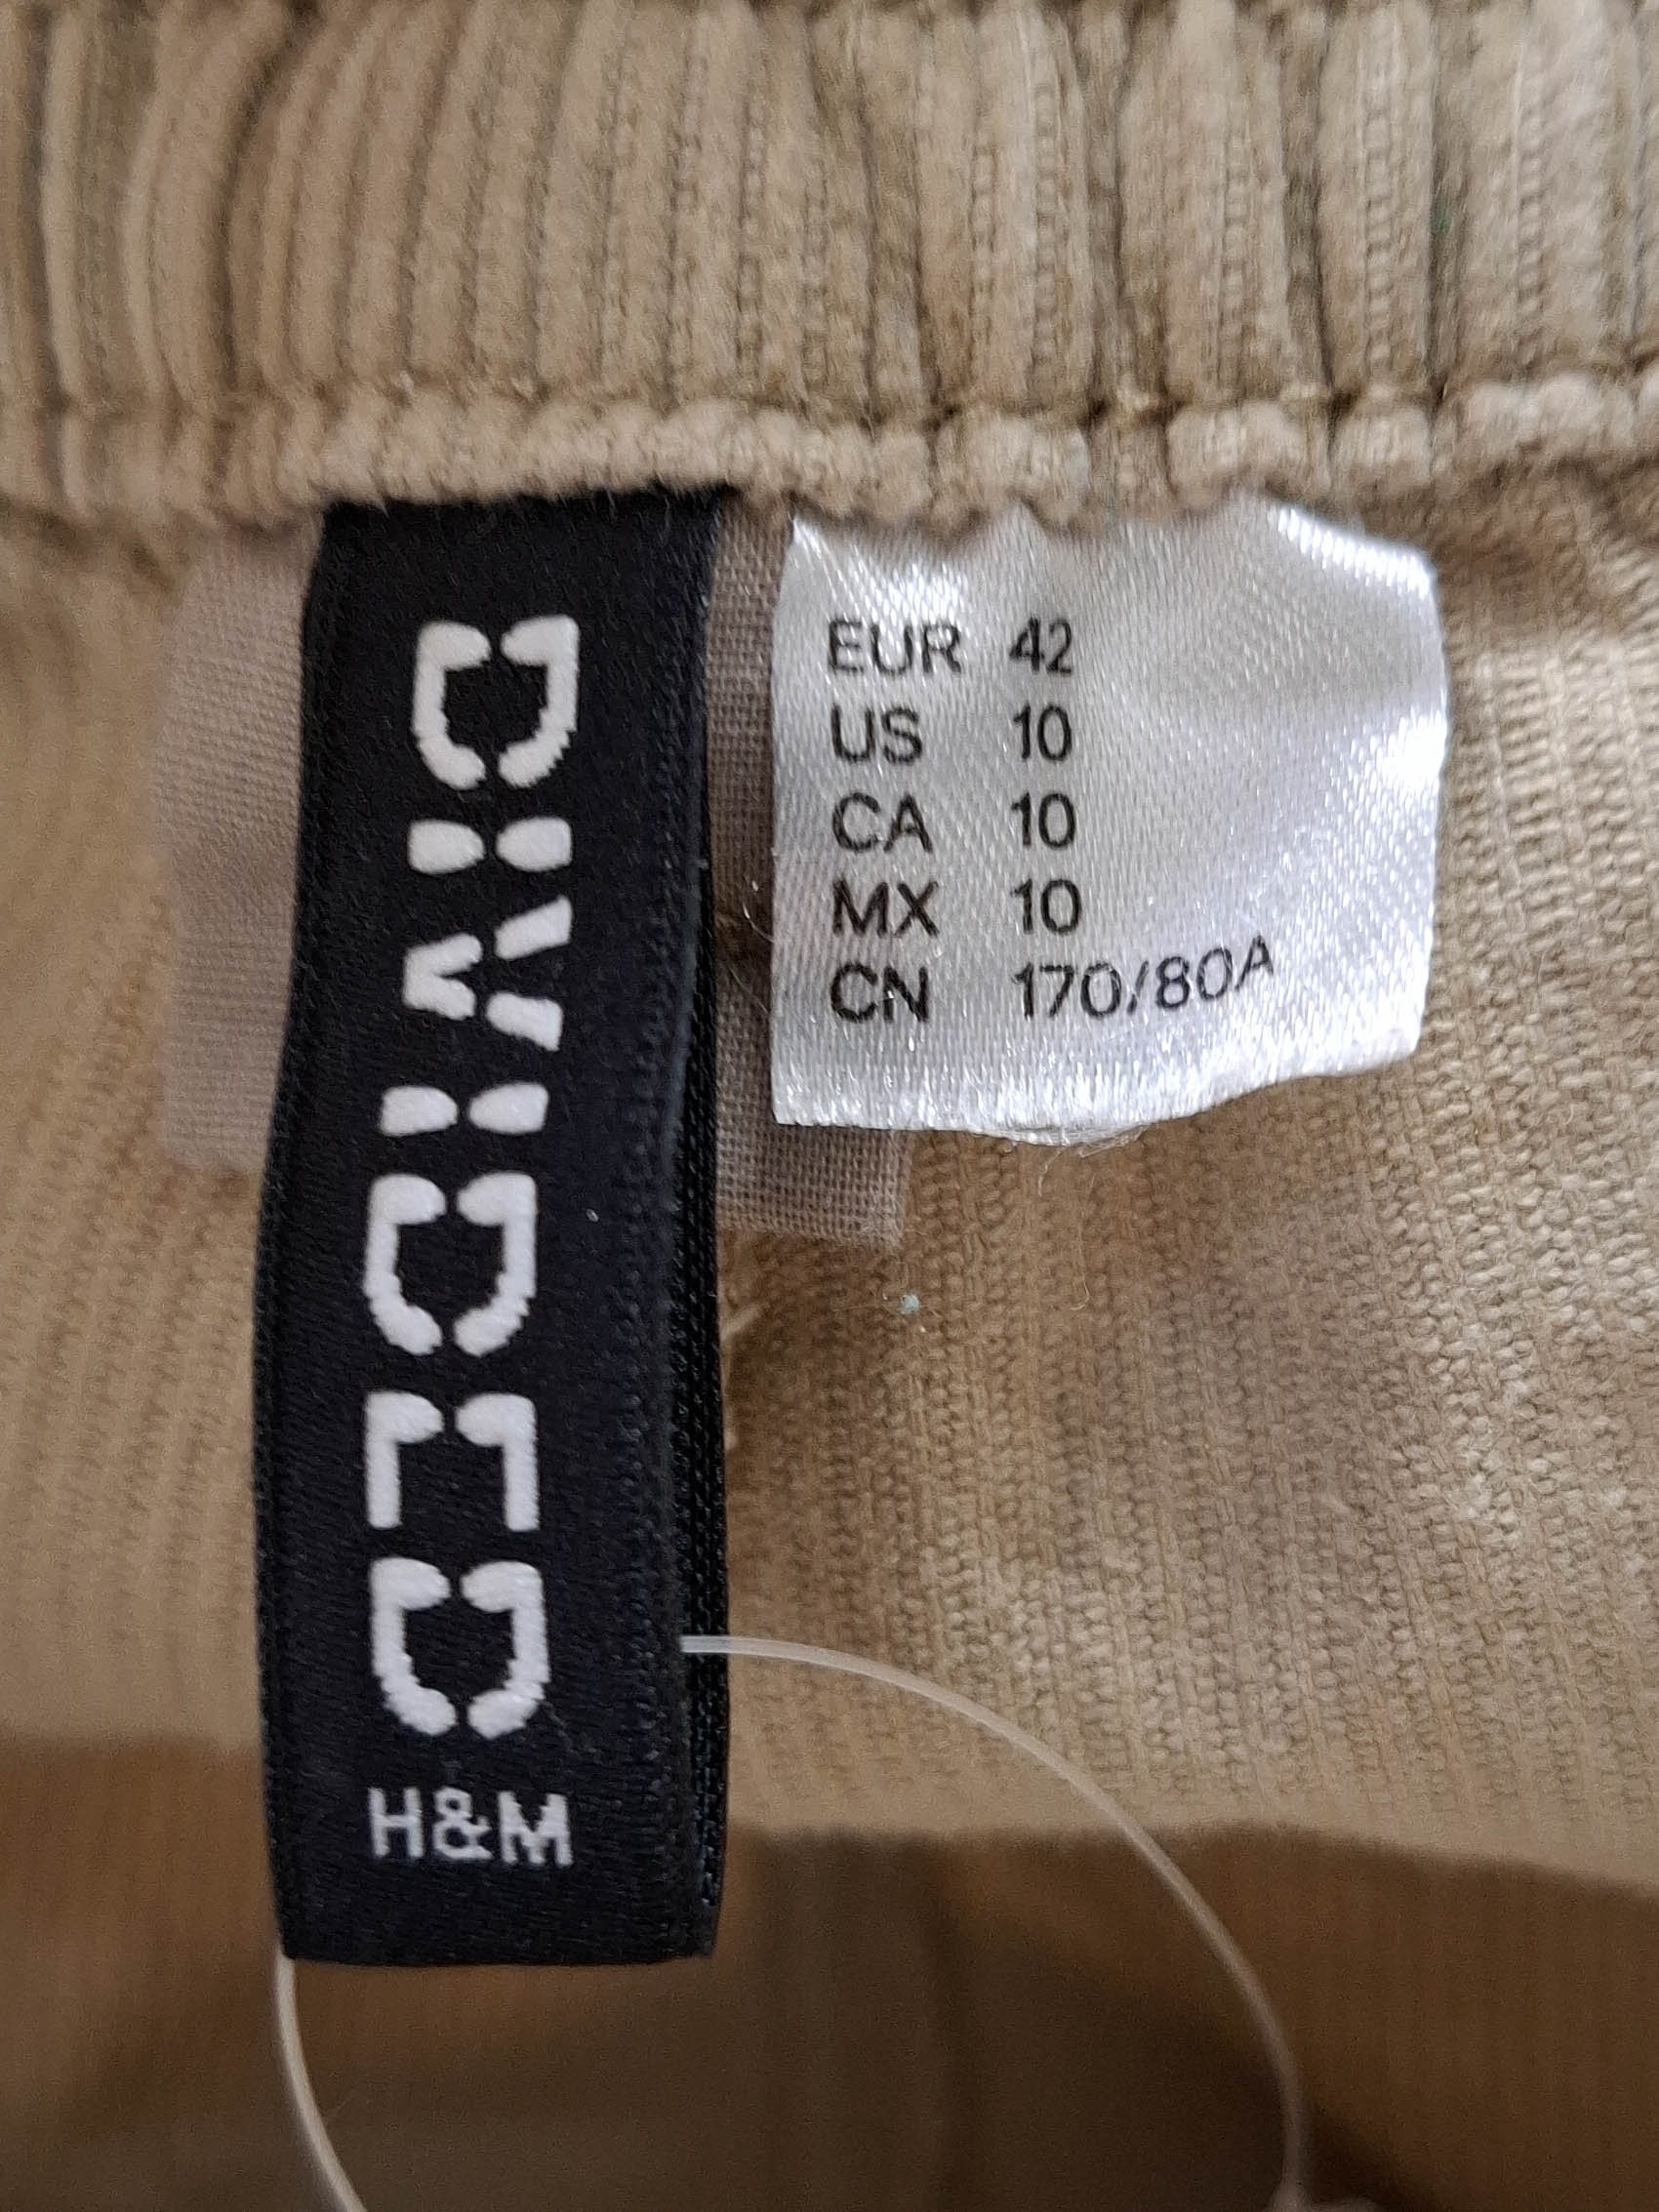 DIVIDED
H&M
EUR 42
US 10
CA 10
MX 10
CN 170/80A